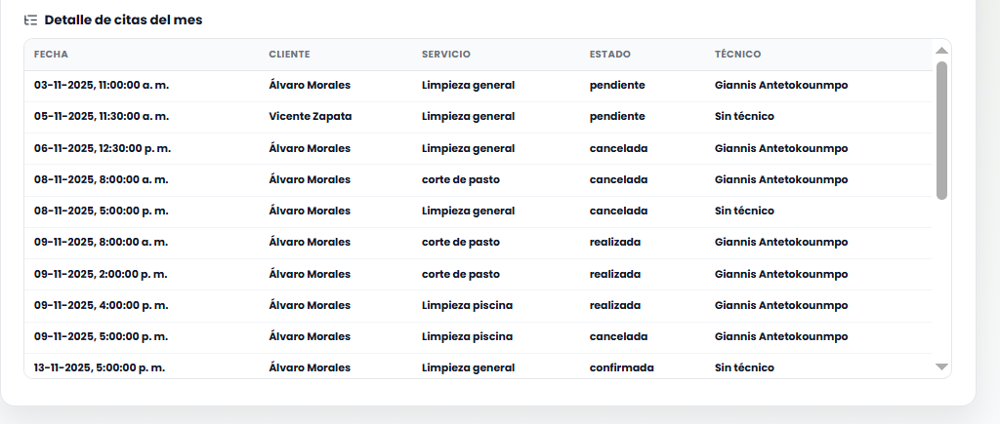 Detalle de citas del mes
FECHA CLIENTE SERVICIO ESTADO TÉCNICO
03-11-2025, 11:00:00 a. m. Álvaro Morales Limpieza general pendiente Giannis Antetokounmpo
05-11-2025, 11:30:00 a. m. Vicente Zapata Limpieza general pendiente Sin técnico
06-11-2025, 12:30:00 p. m. Álvaro Morales Limpieza general cancelada Giannis Antetokounmpo
08-11-2025, 8:00:00 a. m. Álvaro Morales corte de pasto cancelada Giannis Antetokounmpo
08-11-2025, 5:00:00 p. m. Álvaro Morales Limpieza general cancelada Sin técnico
09-11-2025, 8:00:00 a. m. Álvaro Morales corte de pasto realizada Giannis Antetokounmpo
09-11-2025, 2:00:00 p. m. Álvaro Morales corte de pasto realizada Giannis Antetokounmpo
09-11-2025, 4:00:00 p. m. Álvaro Morales Limpieza piscina realizada Giannis Antetokounmpo
09-11-2025, 5:00:00 p. m. Álvaro Morales Limpieza piscina cancelada Giannis Antetokounmpo
13-11-2025, 5:00:00 p. m. Álvaro Morales Limpieza general confirmada Sin técnico